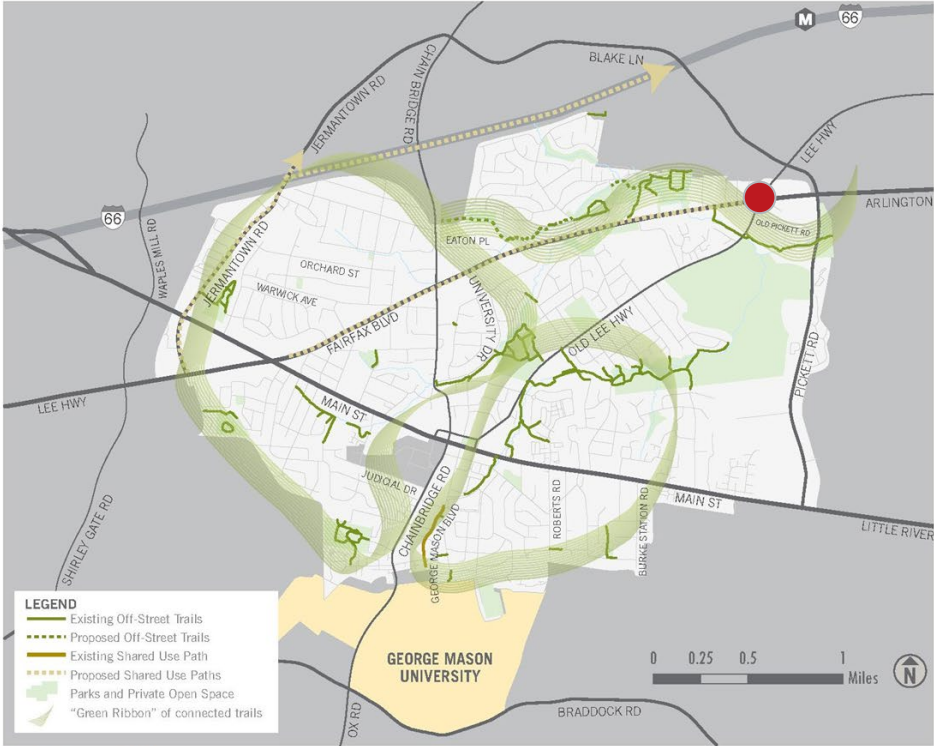 M
66
BLAKE LN
CHAIN BRIDGE RD
JERMANTOWN RD
LEE HWY
ARLINGTON
OLD PICKETT RD
66
WAPLES MILL RD
JERMANTOWN RD
EATON PL
ORCHARD ST
WARWICK AVE
UNIVERSITY DR
FAIRFAX BLVD
OLD LEE HWY
PICKETT RD
LEE HWY
MAIN ST
JUDICIAL DR
CHAINBRIDGE RD
GEORGE MASON BLVD
ROBERTS RD
BURKE STATION RD
MAIN ST
LITTLE RIVER
SHIRLEY GATE RD
LEGEND
Existing Off-Street Trails
Proposed Off-Street Trails
Existing Shared Use Path
Proposed Shared Use Paths
Parks and Private Open Space
“Green Ribbon” of connected trails
GEORGE MASON
UNIVERSITY
OX RD
BRADDOCK RD
0 0.25 0.5 1
Miles
N